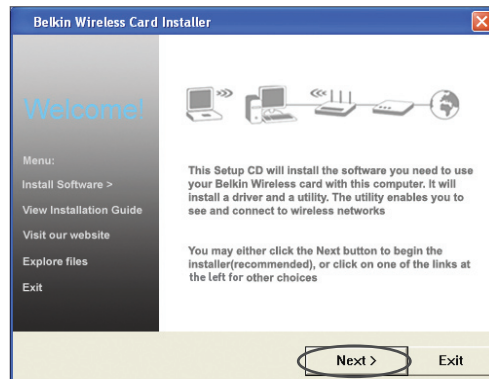 Belkin Wireless Card Installer
Welcome!
Menu:
Install Software >
View Installation Guide
Visit our website
Explore files
Exit
This Setup CD will install the software you need to use
your Belkin Wireless card with this computer. It will
install a driver and a utility. The utility enables you to
see and connect to wireless networks
You may either click the Next button to begin the
installer(recommended), or click on one of the links at
the left for other choices
Next >
Exit